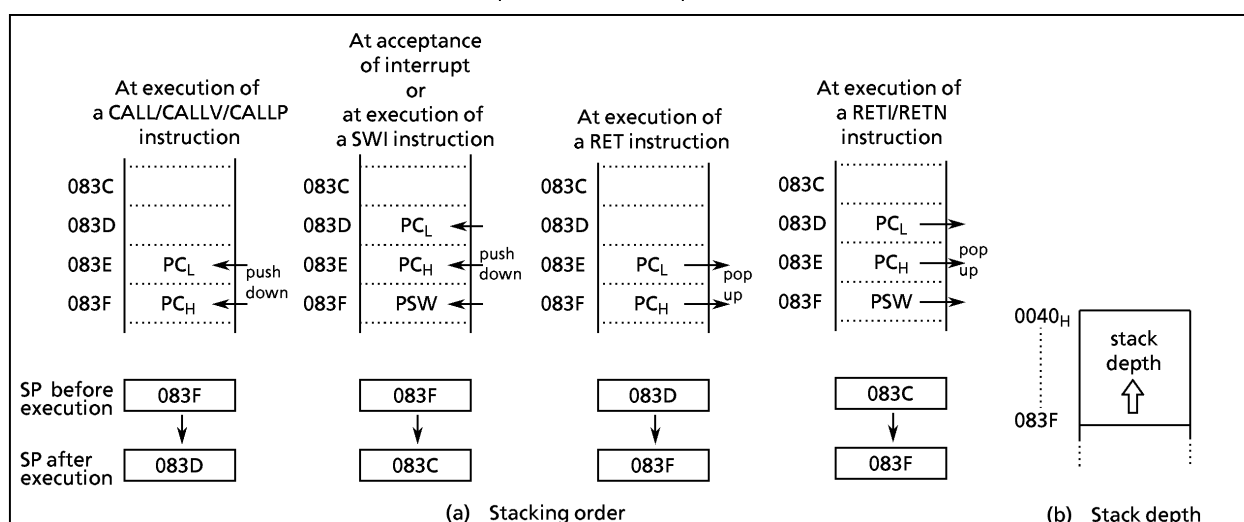 At execution of
a CALL/CALLV/CALLP
instruction
083C
083D
083E PCL push
083F PCH down
At acceptance
of interrupt
or
at execution of
a SWI instruction
083C
083D PCL
083E PCH push
down
083F PSW
At execution of
a RET instruction
083C
083D
083E PCL pop
083F PCH up
At execution of
a RETI/RETN
instruction
083C
083D PCL
083E PCH pop
up
083F PSW
0040H
stack
depth
083F
SP before
execution
083F 083F 083D 083C
SP after
execution
083D 083C 083F 083F
(a) Stacking order
(b) Stack depth